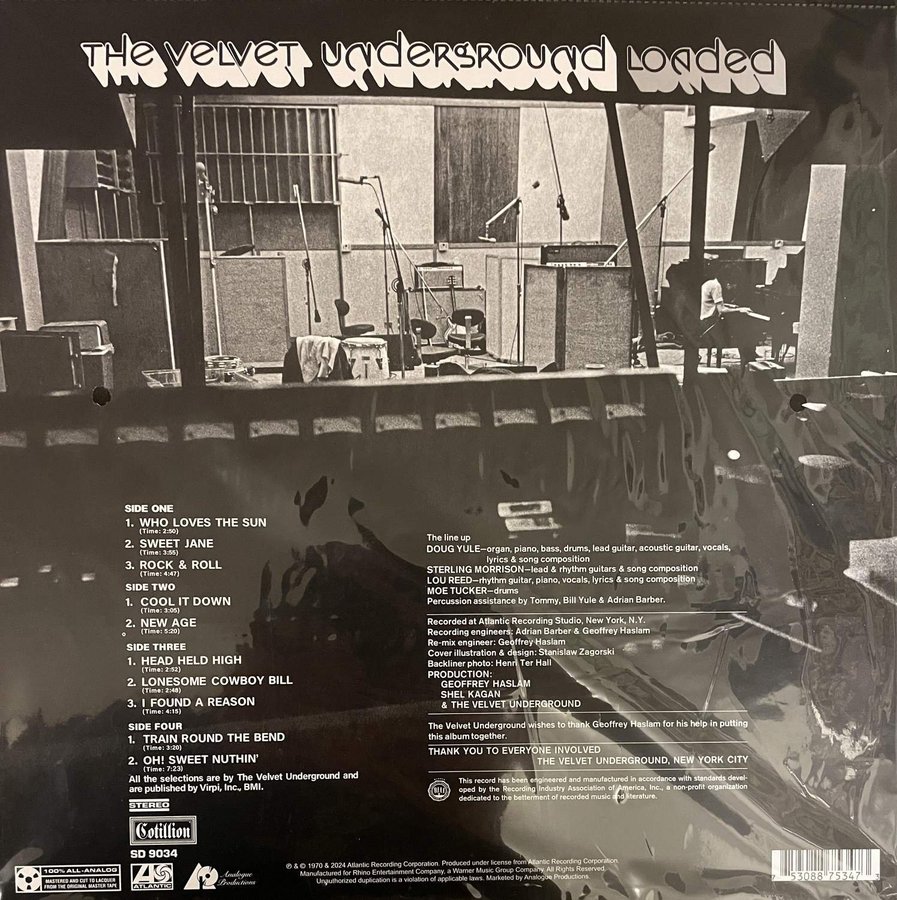 THE VELVET UNDERGROUND LOADED
SIDE ONE
1. WHO LOVES THE SUN
(Time: 2:50)
2. SWEET JANE
(Time: 3:55)
3. ROCK & ROLL
(Time: 4:47)
SIDE TWO
1. COOL IT DOWN
(Time: 3:05)
2. NEW AGE
(Time: 5:20)
SIDE THREE
1. HEAD HELD HIGH
(Time: 2:52)
2. LONESOME COWBOY BILL
(Time: 2:48)
3. I FOUND A REASON
(Time: 4:15)
SIDE FOUR
1. TRAIN ROUND THE BEND
(Time: 3:20)
2. OH! SWEET NUTHIN'
(Time: 7:23)
All the selections are by The Velvet Underground and
are published by Virpi, Inc., BMI.
STEREO
Cotillion
SD 9034
The line up
DOUG YULE—organ, piano, bass, drums, lead guitar, acoustic guitar, vocals,
lyrics & song composition
STERLING MORRISON—lead & rhythm guitars & song composition
LOU REED—rhythm guitar, piano, vocals, lyrics & song composition
MOE TUCKER—drums
Percussion assistance by Tommy, Bill Yule & Adrian Barber.
Recorded at Atlantic Recording Studio, New York, N.Y.
Recording engineers: Adrian Barber & Geoffrey Haslam
Re-mix engineer: Geoffrey Haslam
Cover illustration & design: Stanislaw Zagorski
Backliner photo: Henri Ter Hall
PRODUCTION:
GEOFFREY HASLAM
SHEL KAGAN
& THE VELVET UNDERGROUND
The Velvet Underground wishes to thank Geoffrey Haslam for his help in putting
this album together.
THANK YOU TO EVERYONE INVOLVED
THE VELVET UNDERGROUND, NEW YORK CITY
This record has been engineered and manufactured in accordance with standards devel-
oped by the Recording Industry Association of America, Inc., a non-profit organization
dedicated to the betterment of recorded music and literature.
100% ALL-ANALOG
MASTERED AND CUT TO LACQUER
FROM THE ORIGINAL MASTER TAPE
ATLANTIC
Analogue
Productions
℗ & © 1970 & 2024 Atlantic Recording Corporation. Produced under license from Atlantic Recording Corporation.
Manufactured for Rhino Entertainment Company, a Warner Music Group Company. All Rights Reserved.
Unauthorized duplication is a violation of applicable laws. Marketed by Analogue Productions.
7 53088 75347 3